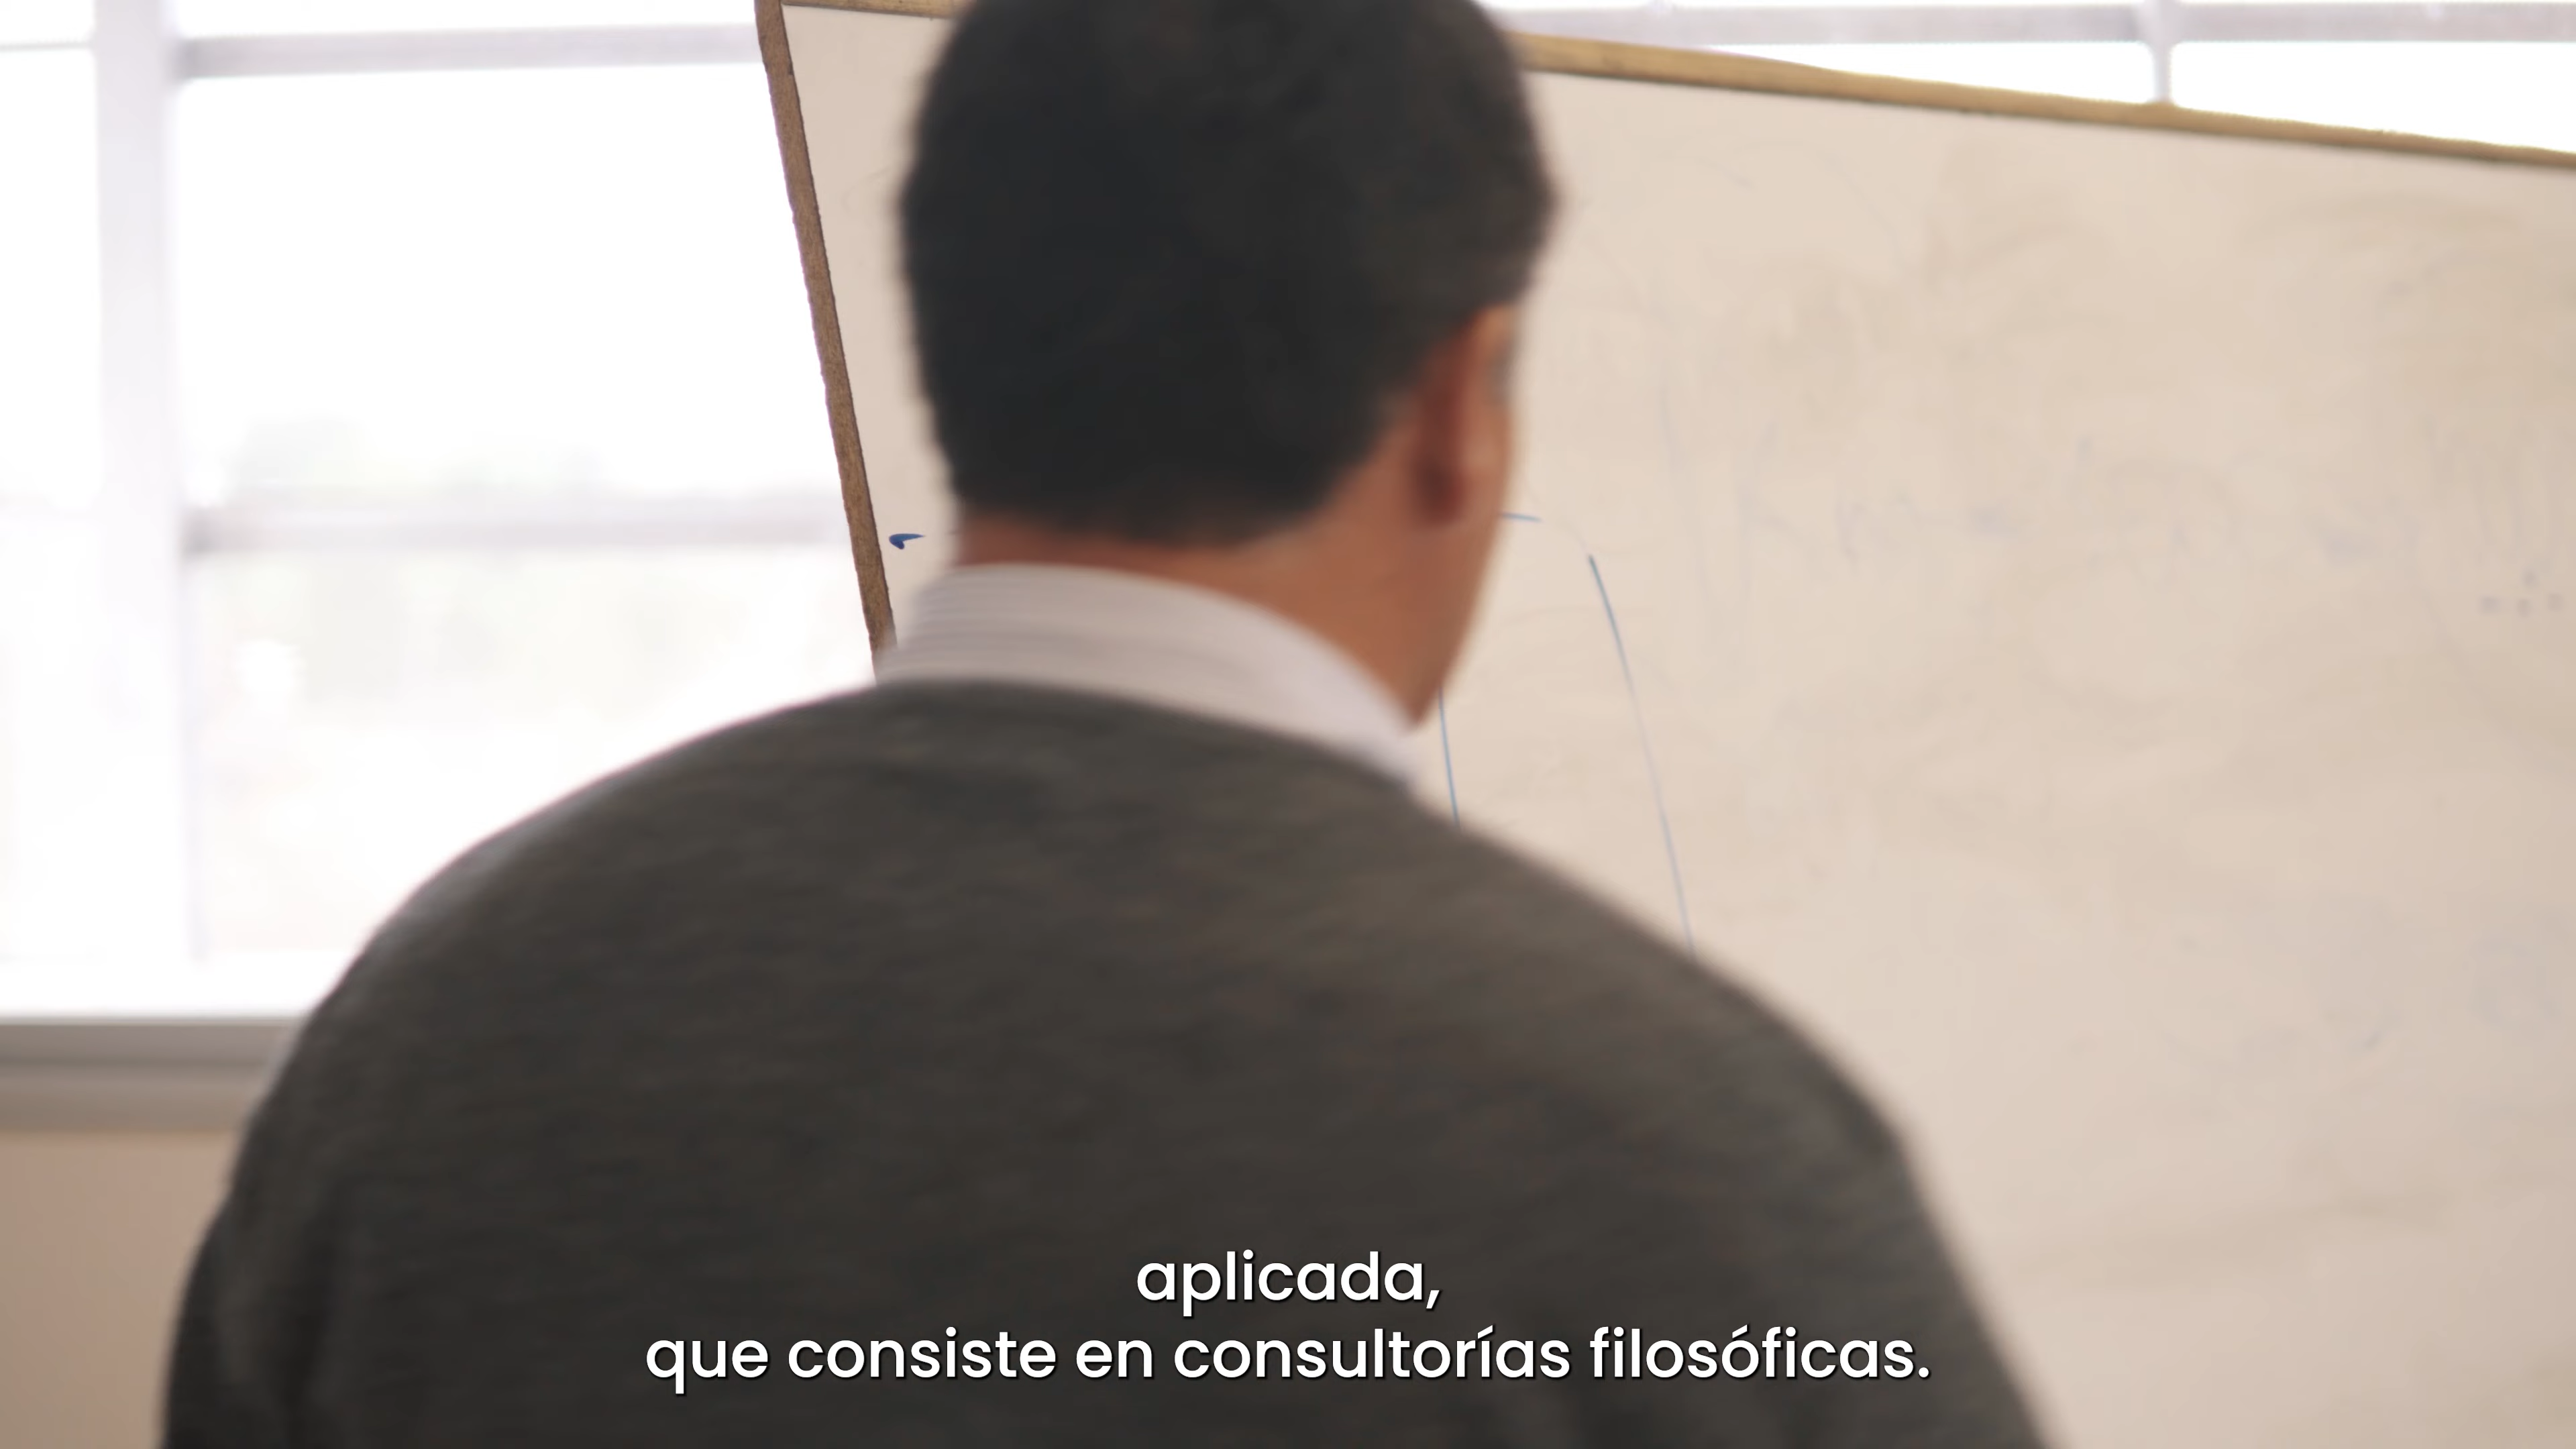 aplicada,
que consiste en consultorías filosóficas.